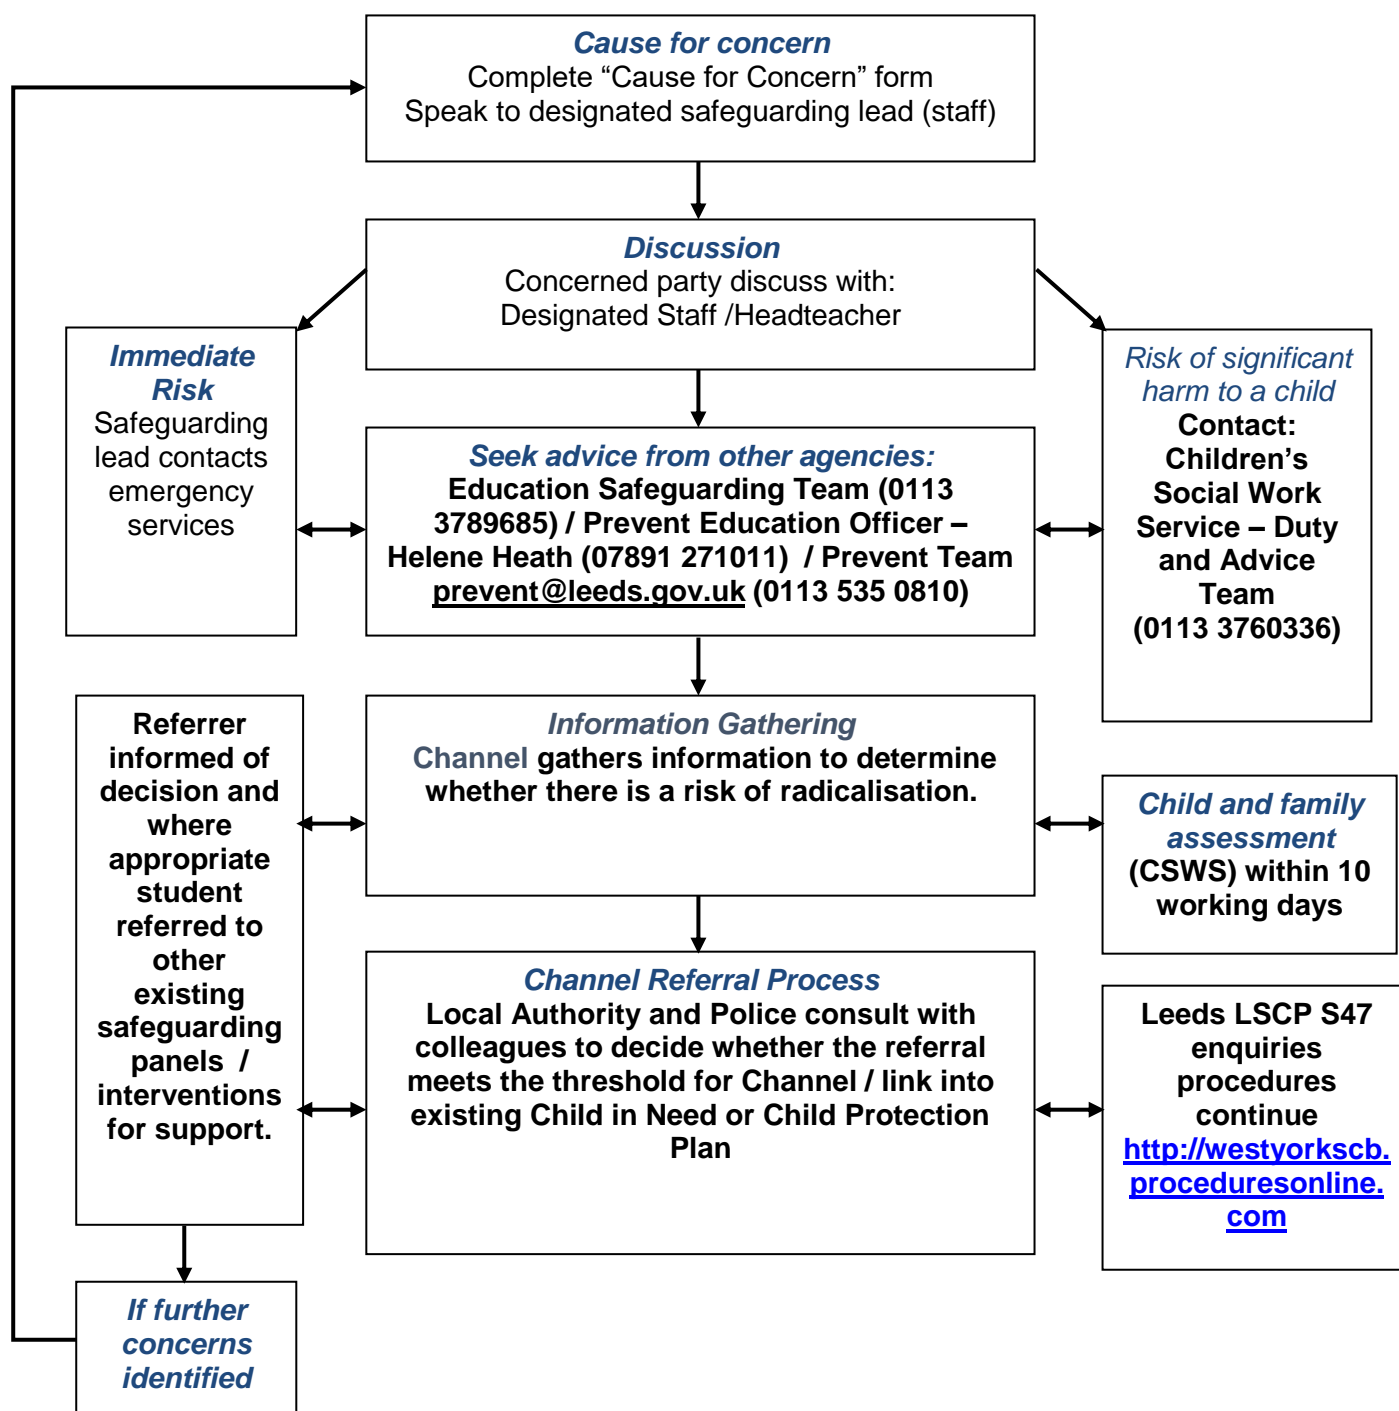 Cause for concern
Complete “Cause for Concern” form
Speak to designated safeguarding lead (staff)
Discussion
Concerned party discuss with:
Designated Staff /Headteacher
Immediate
Risk
Safeguarding
lead contacts
emergency
services
Seek advice from other agencies:
Education Safeguarding Team (0113
3789685) / Prevent Education Officer –
Helene Heath (07891 271011)  / Prevent Team
prevent@leeds.gov.uk (0113 535 0810)
Risk of significant
harm to a child
Contact:
Children’s
Social Work
Service – Duty
and Advice
Team
(0113 3760336)
Referrer
informed of
decision and
where
appropriate
student
referred to
other
existing
safeguarding
panels  /
interventions
for support.
Information Gathering
Channel gathers information to determine
whether there is a risk of radicalisation.
Child and family
assessment
(CSWS) within 10
working days
Channel Referral Process
Local Authority and Police consult with
colleagues to decide whether the referral
meets the threshold for Channel / link into
existing Child in Need or Child Protection
Plan
Leeds LSCP S47
enquiries
procedures
continue
http://westyorkscb.
proceduresonline.
com
If further
concerns
identified